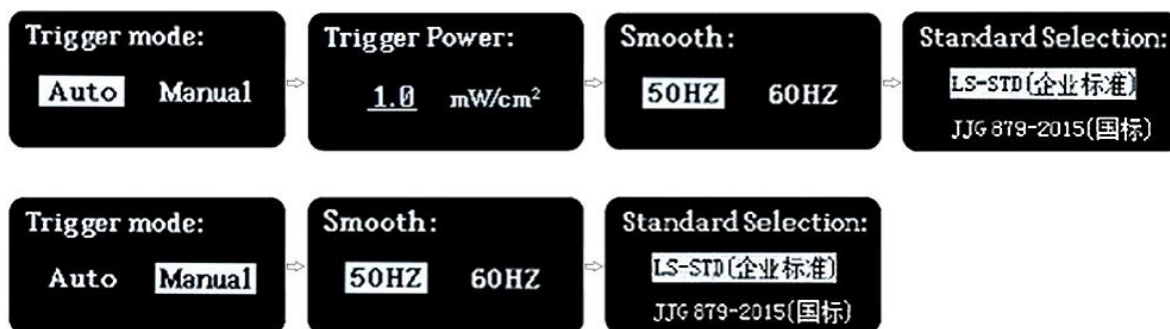 Trigger mode:
Auto Manual
Trigger Power:
1.0 mW/cm²
Smooth:
50HZ 60HZ
Standard Selection:
LS-STD(企业标准)
JJG 879-2015(国标)
Trigger mode:
Auto Manual
Smooth:
50HZ 60HZ
Standard Selection:
LS-STD(企业标准)
JJG 879-2015(国标)